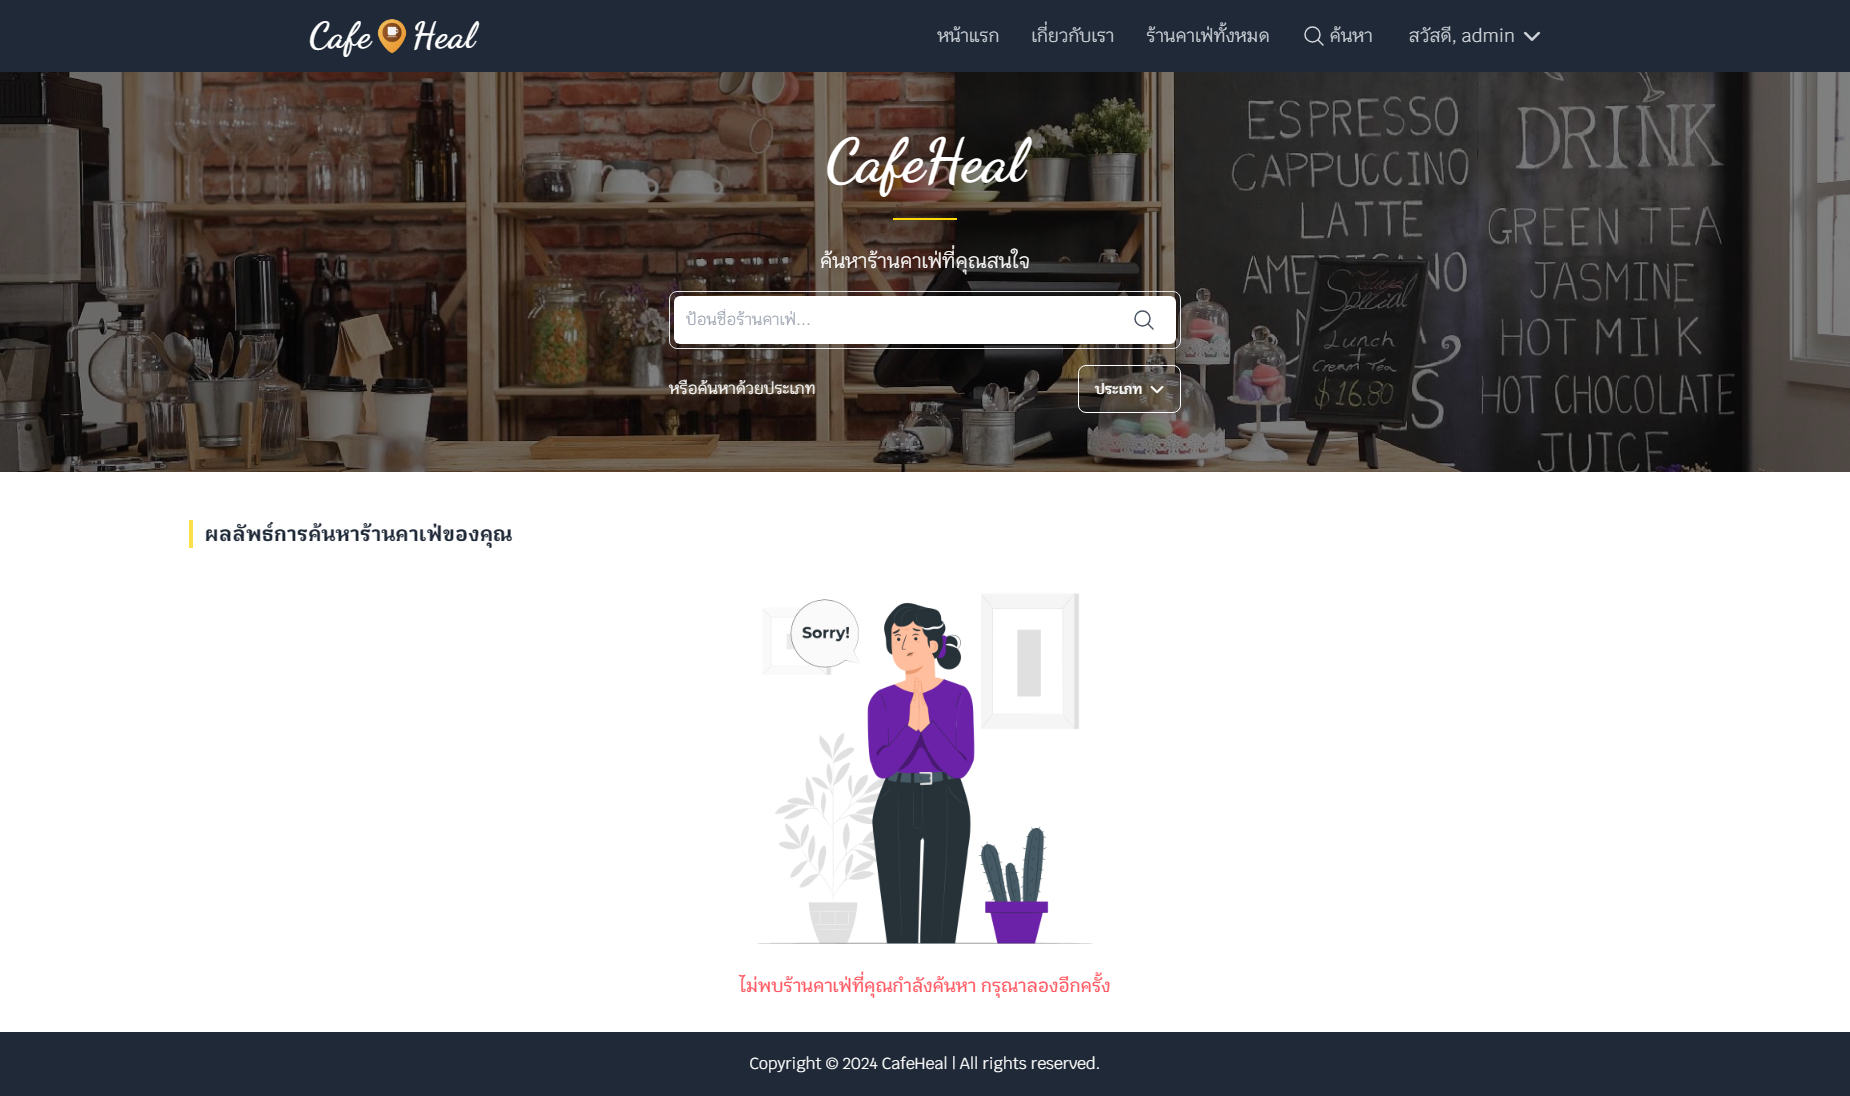 Cafe Heal
หน้าแรก เกี่ยวกับเรา ร้านคาเฟ่ทั้งหมด ค้นหา สวัสดี, admin
CafeHeal
ค้นหาร้านคาเฟ่ที่คุณสนใจ
ป้อนชื่อร้านคาเฟ่...
หรือค้นหาด้วยประเภท
ประเภท
ESPRESSO
CAPPUCCINO
ESPRESSO
LATTE
AMERICANO
DRINK
GREEN TEA
JASMINE
HOT MILK
HOT CHOCOLATE
JUICE
Special
Lunch
+
Cream Tea
$16.80
ผลลัพธ์การค้นหาร้านคาเฟ่ของคุณ
Sorry!
ไม่พบร้านคาเฟ่ที่คุณกำลังค้นหา กรุณาลองอีกครั้ง
Copyright © 2024 CafeHeal | All rights reserved.